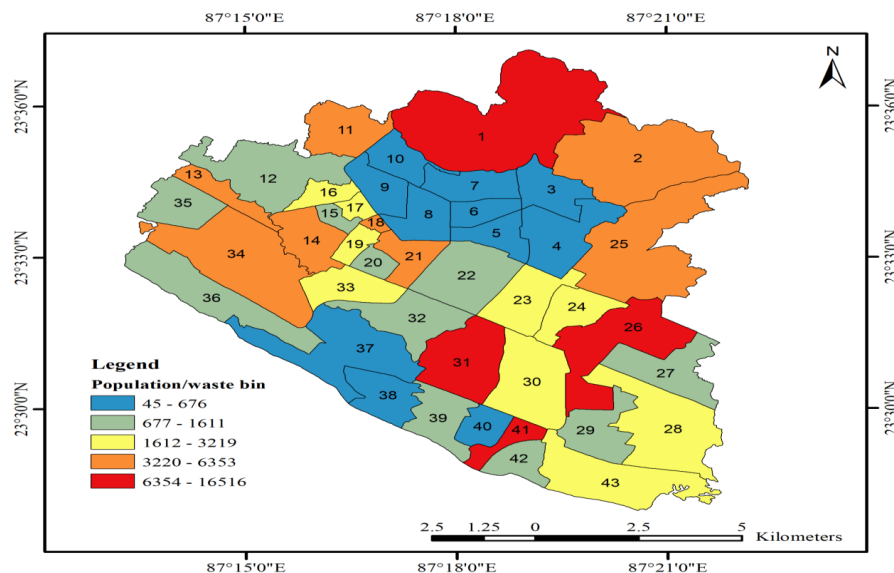 87°15'0"E 87°18'0"E 87°21'0"E
N
23°36'0"N 23°36'0"N
23°33'0"N 23°33'0"N
23°30'0"N 23°30'0"N
1
11
2
10
12 9 7 3
13
16
35 17 8 6
15 18
5 4
14 19
34 20 21 22 25
33
36 23 24
32 26
37 31
27
30
38
39 40 41 29 28
42
43
Legend
Population/waste bin
45 - 676
677 - 1611
1612 - 3219
3220 - 6353
6354 - 16516
2.5 1.25 0 2.5 5
Kilometers
87°15'0"E 87°18'0"E 87°21'0"E